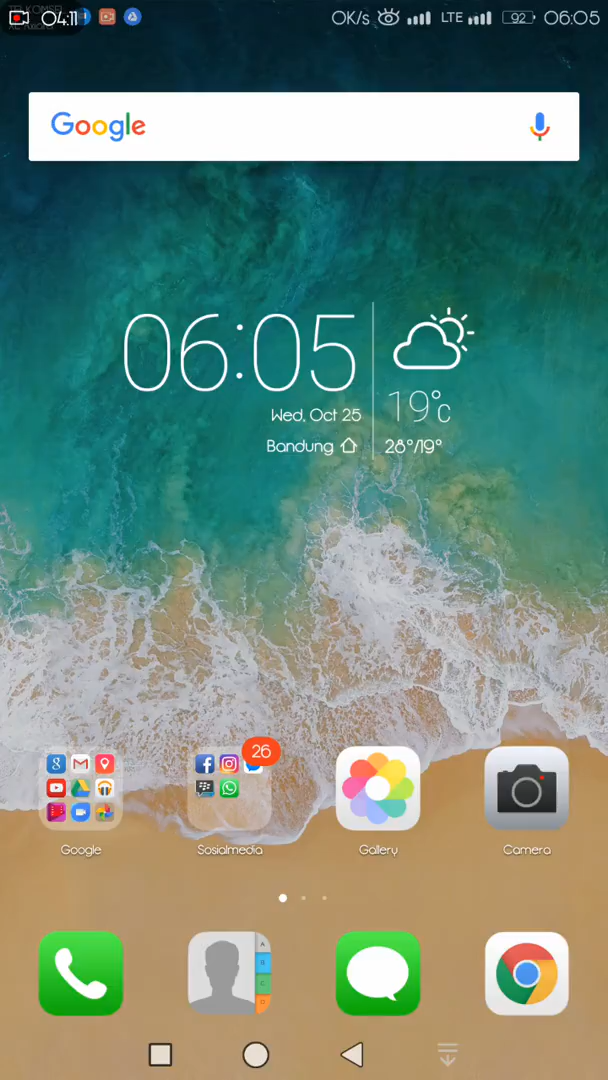 04:11
OK/s LTE 92 06:05
Google
06:05
19°c
Wed, Oct 25
Bandung
28°/19°
26
Google
Sosialmedia
Gallery
Camera
A
B
C
D